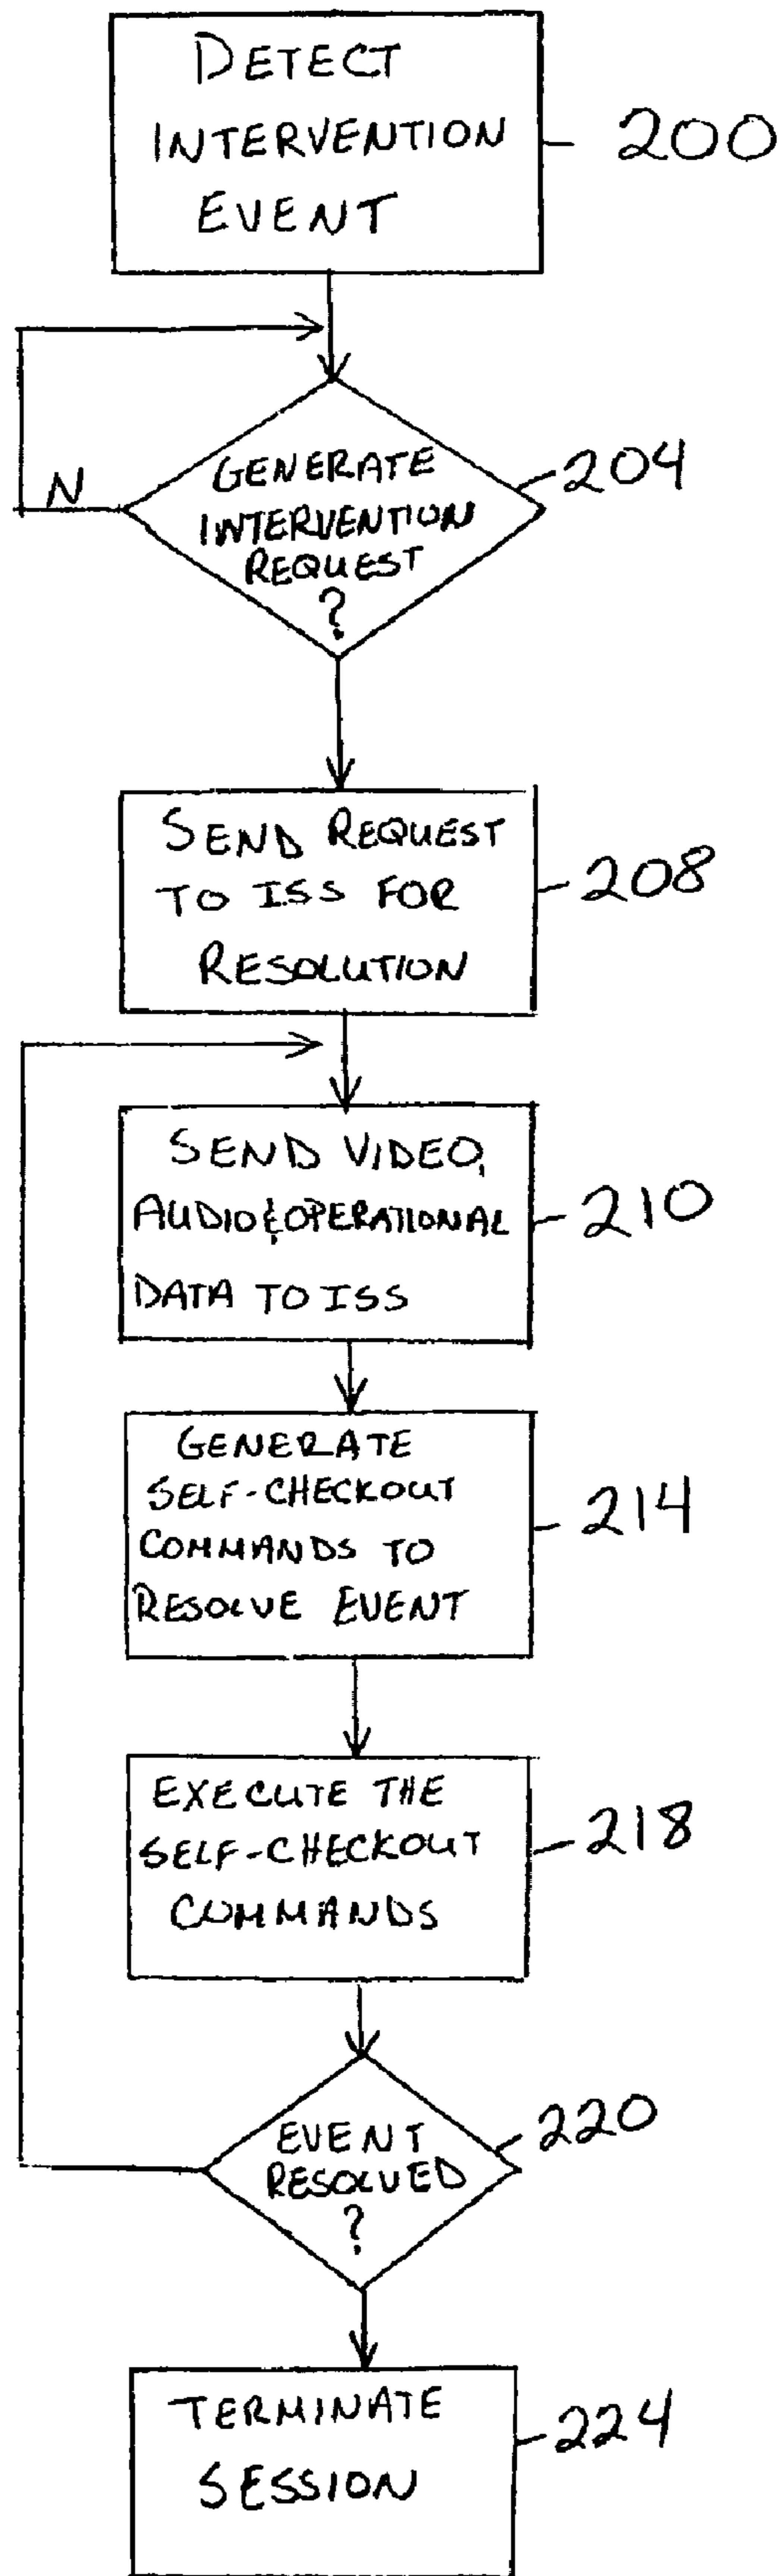 DETECT
INTERVENTION
EVENT
200
GENERATE
INTERVENTION
REQUEST
?
204
N
SEND REQUEST
TO ISS FOR
RESOLUTION
208
SEND VIDEO,
AUDIO & OPERATIONAL
DATA TO ISS
210
GENERATE
SELF-CHECKOUT
COMMANDS TO
RESOLVE EVENT
214
EXECUTE THE
SELF-CHECKOUT
COMMANDS
218
EVENT
RESOLVED
?
220
TERMINATE
SESSION
224